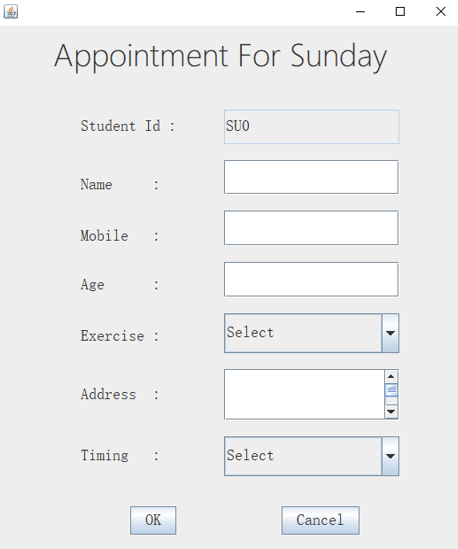 Appointment For Sunday
Student Id : SU0
Name :
Mobile :
Age :
Exercise : Select
Address :
Timing : Select
OK Cancel